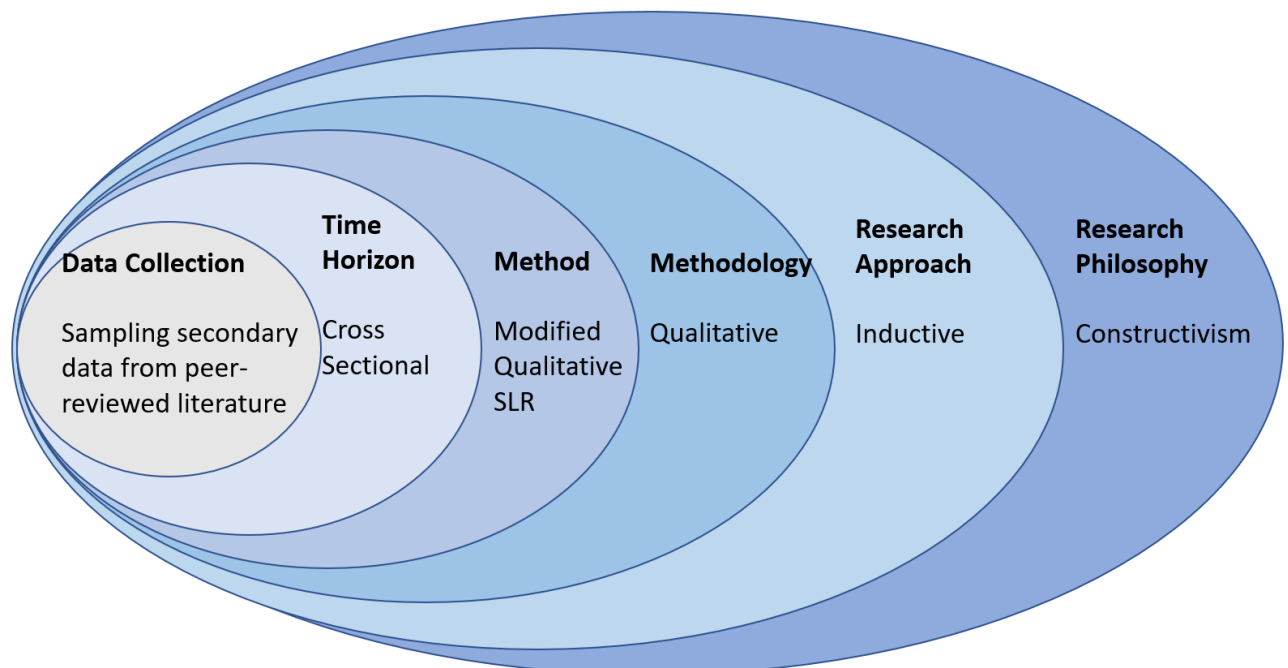 Data Collection
Sampling secondary
data from peer-
reviewed literature
Time
Horizon
Cross
Sectional
Method
Modified
Qualitative
SLR
Methodology
Qualitative
Research
Approach
Inductive
Research
Philosophy
Constructivism